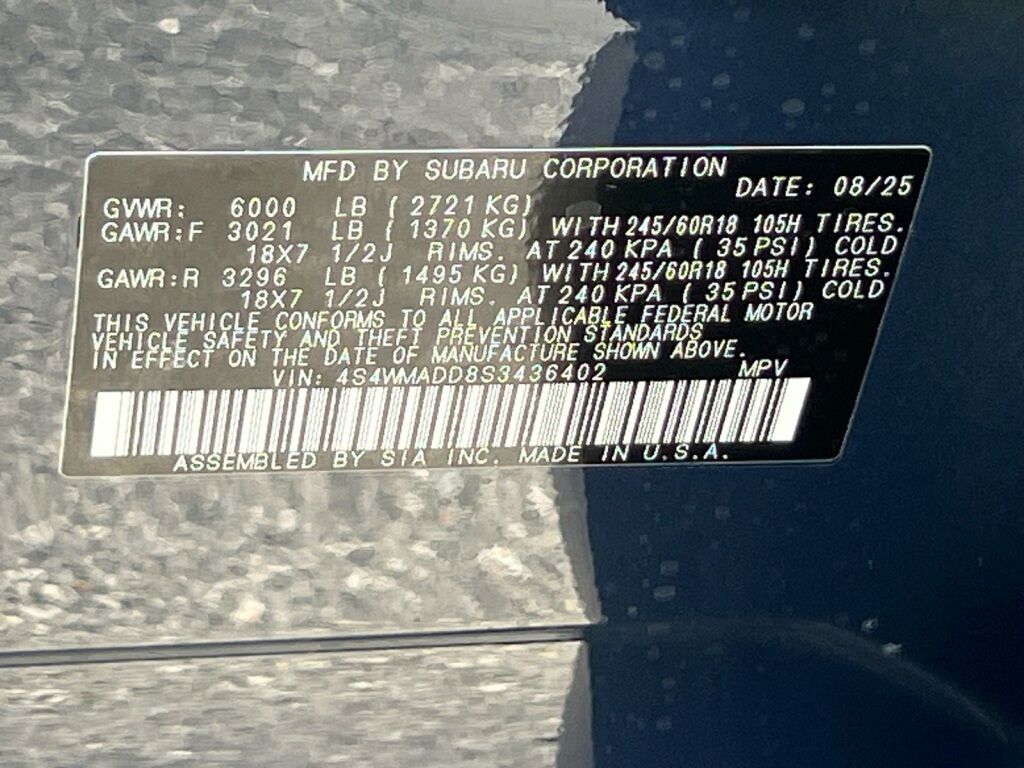 MFD BY SUBARU CORPORATION
DATE: 08/25
GVWR: 6000 LB ( 2721 KG)
GAWR:F 3021 LB ( 1370 KG) WITH 245/60R18 105H TIRES.
18X7 1/2J RIMS. AT 240 KPA ( 35 PSI) COLD
GAWR:R 3296 LB ( 1495 KG) WITH 245/60R18 105H TIRES.
18X7 1/2J RIMS. AT 240 KPA ( 35 PSI) COLD
THIS VEHICLE CONFORMS TO ALL APPLICABLE FEDERAL MOTOR
VEHICLE SAFETY AND THEFT PREVENTION STANDARDS
IN EFFECT ON THE DATE OF MANUFACTURE SHOWN ABOVE.
VIN: 4S4WMADD8S3436402 MPV
ASSEMBLED BY SIA INC. MADE IN U.S.A.